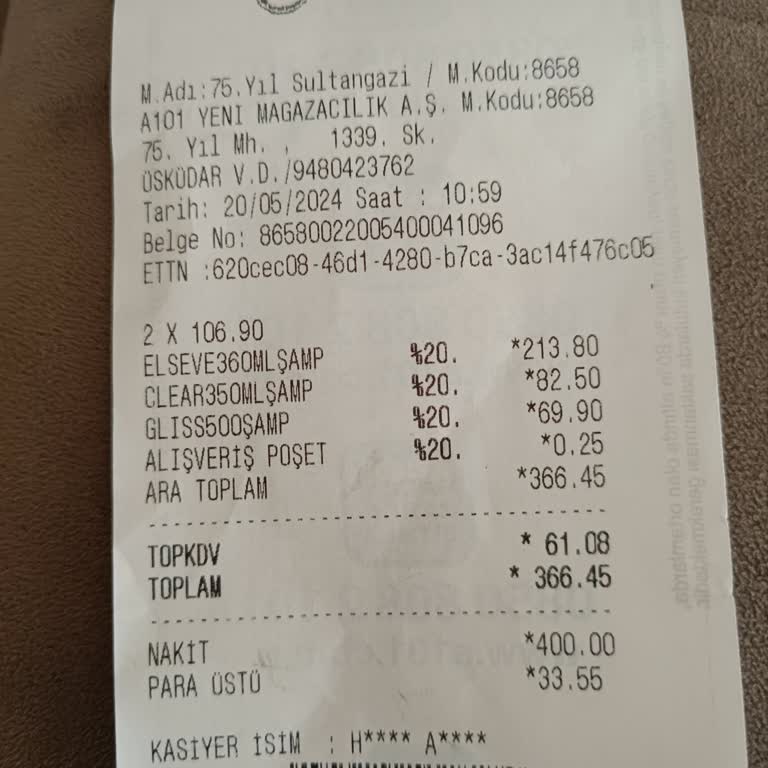 M.Adı:75.Yıl Sultangazi / M.Kodu:8658
A101 YENİ MAGAZACILIK A.Ş. M.Kodu:8658
75. Yıl Mh. , 1339. Sk.
ÜSKÜDAR V.D./9480423762
Tarih: 20/05/2024 Saat : 10:59
Belge No: 86580022005400041096
ETTN :620cec08-46d1-4280-b7ca-3ac14f476c05
2 X 106.90
ELSEVE360MLŞAMP %20. *213.80
CLEAR350MLŞAMP %20. *82.50
GLISS500ŞAMP %20. *69.90
ALIŞVERİŞ POŞET %20. *0.25
ARA TOPLAM *366.45
TOPKDV * 61.08
TOPLAM * 366.45
NAKİT *400.00
PARA ÜSTÜ *33.55
KASİYER İSİM : H**** A****